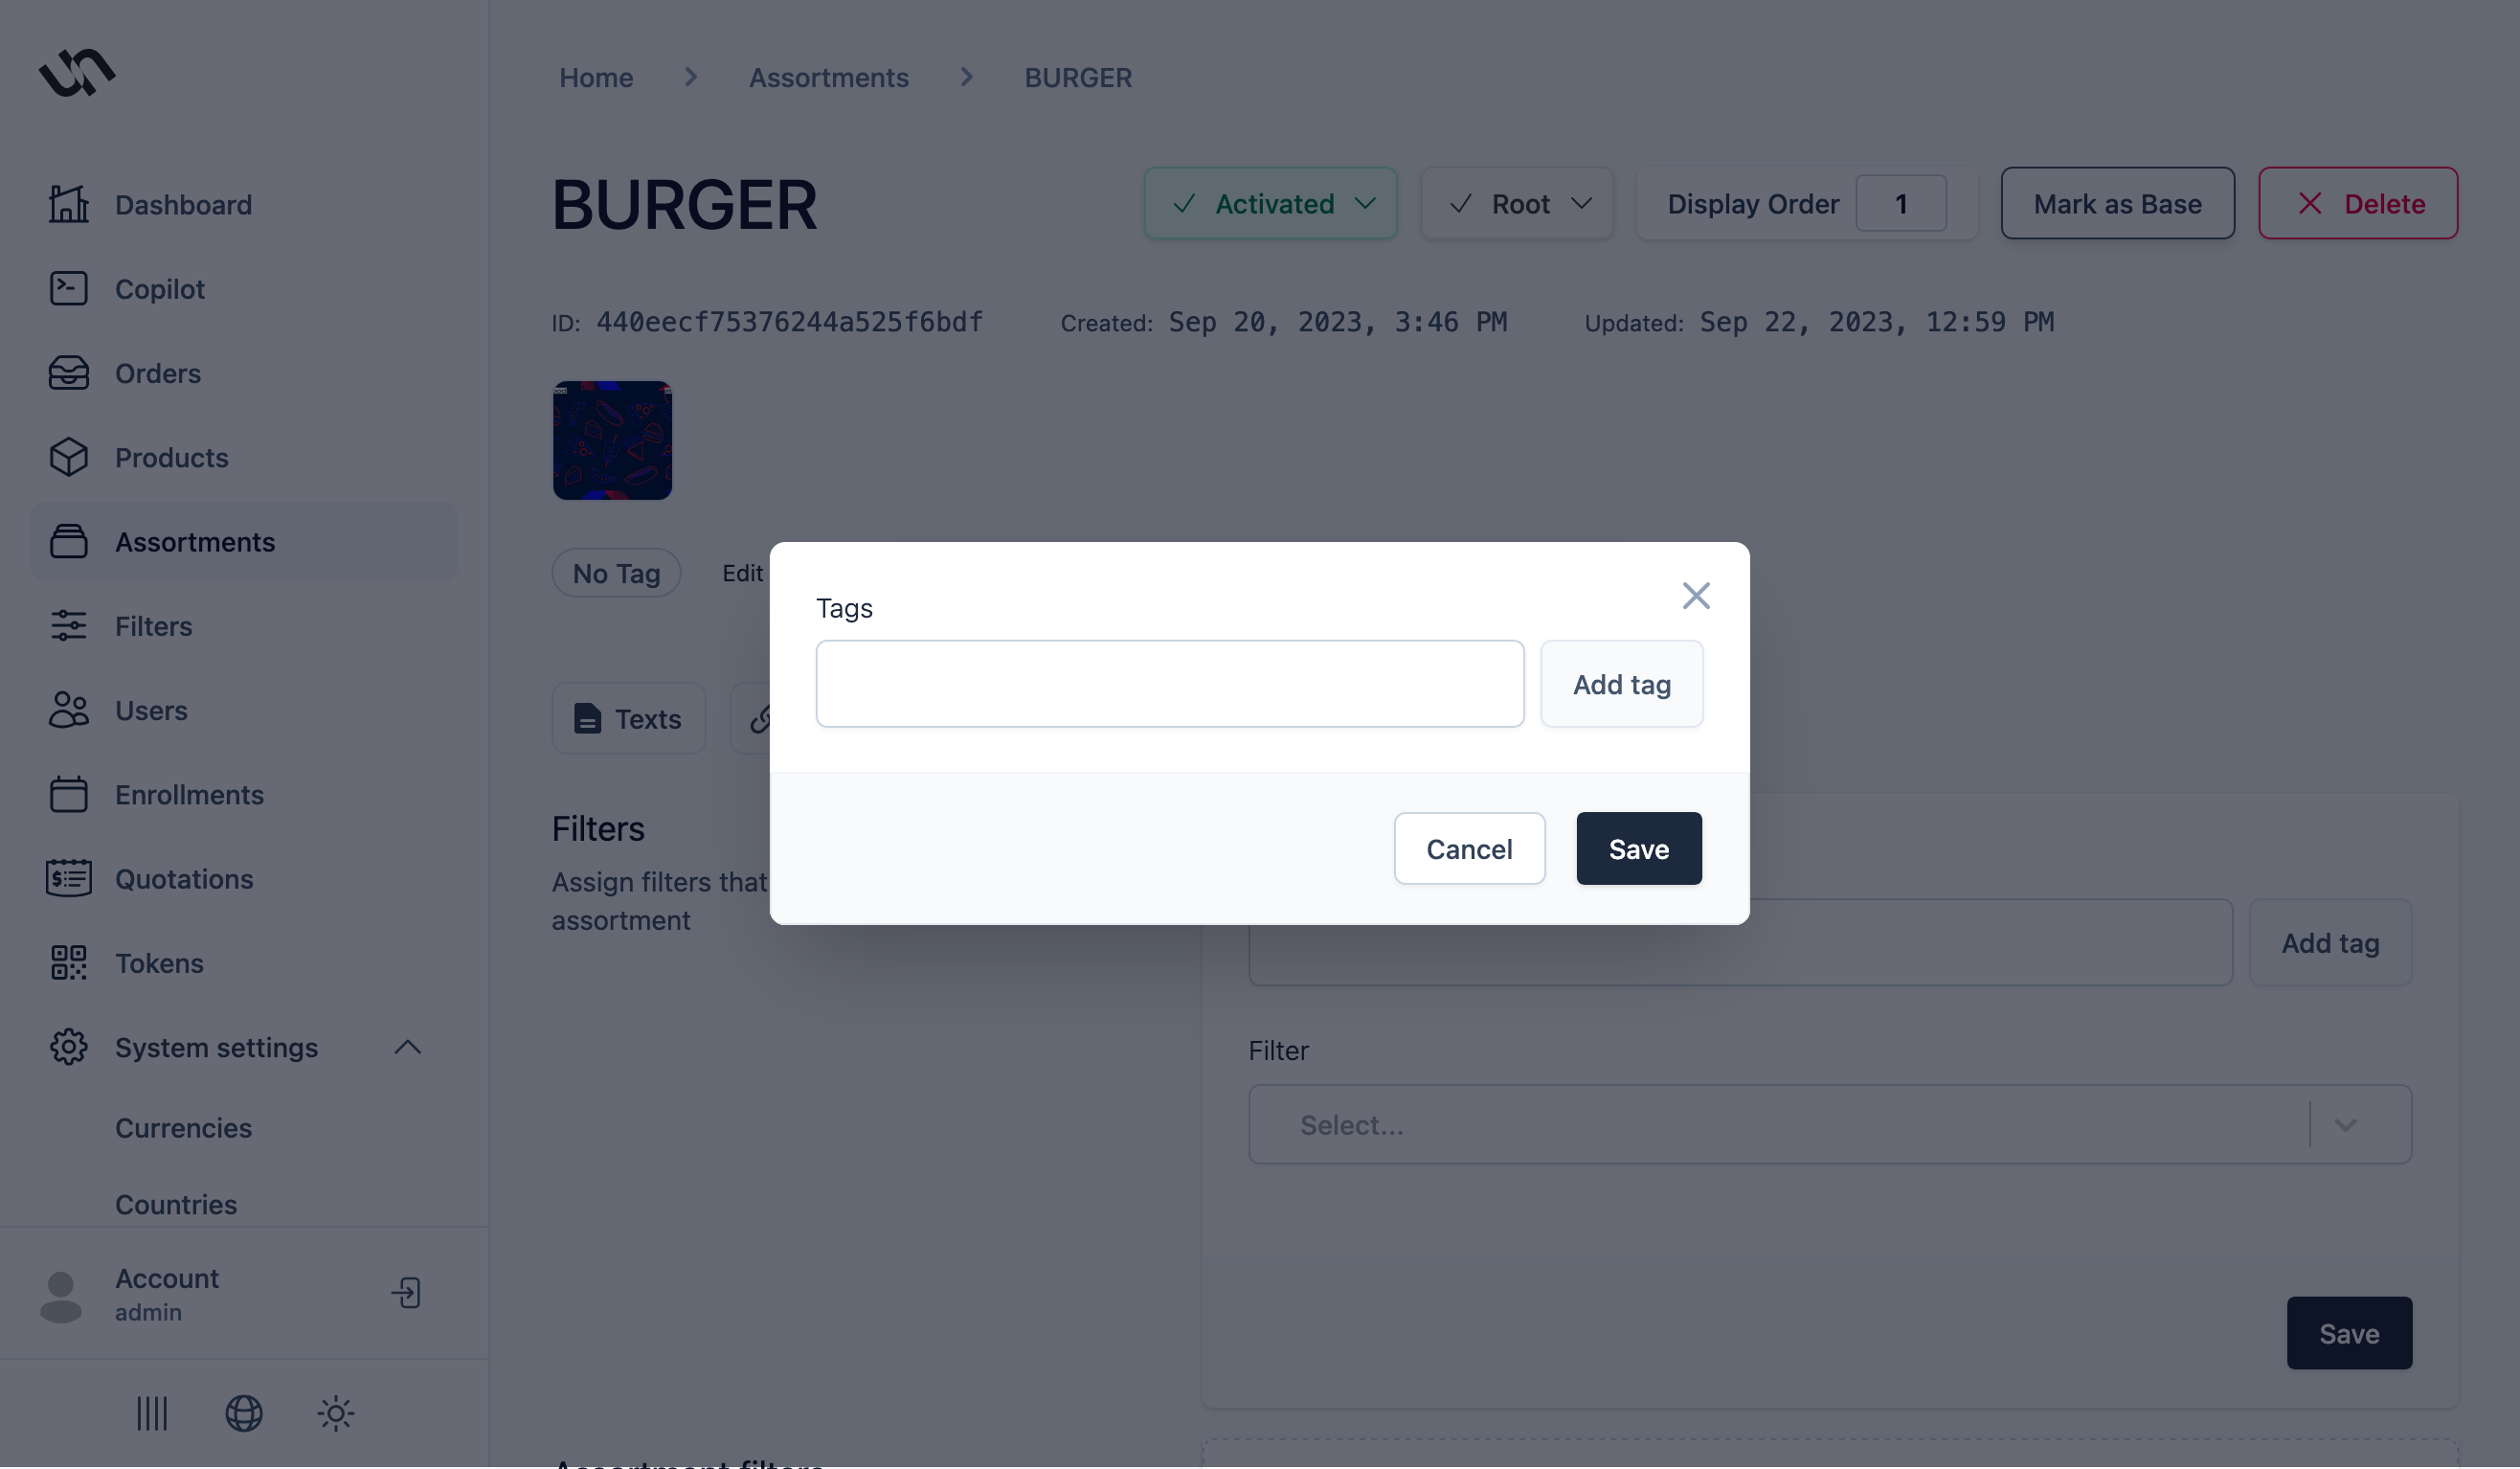 Home > Assortments > BURGER
BURGER
Activated
Root
Display Order 1
Mark as Base
Delete
ID: 440eecf75376244a525f6bdf
Created: Sep 20, 2023, 3:46 PM
Updated: Sep 22, 2023, 12:59 PM
Dashboard
Copilot
Orders
Products
Assortments
Filters
Users
Enrollments
Quotations
Tokens
System settings
Currencies
Countries
Account
admin
No Tag
Edit
Texts
Tags
Add tag
Cancel
Save
Filters
Assign filters that
assortment
Add tag
Filter
Select...
Save
Assortment filters